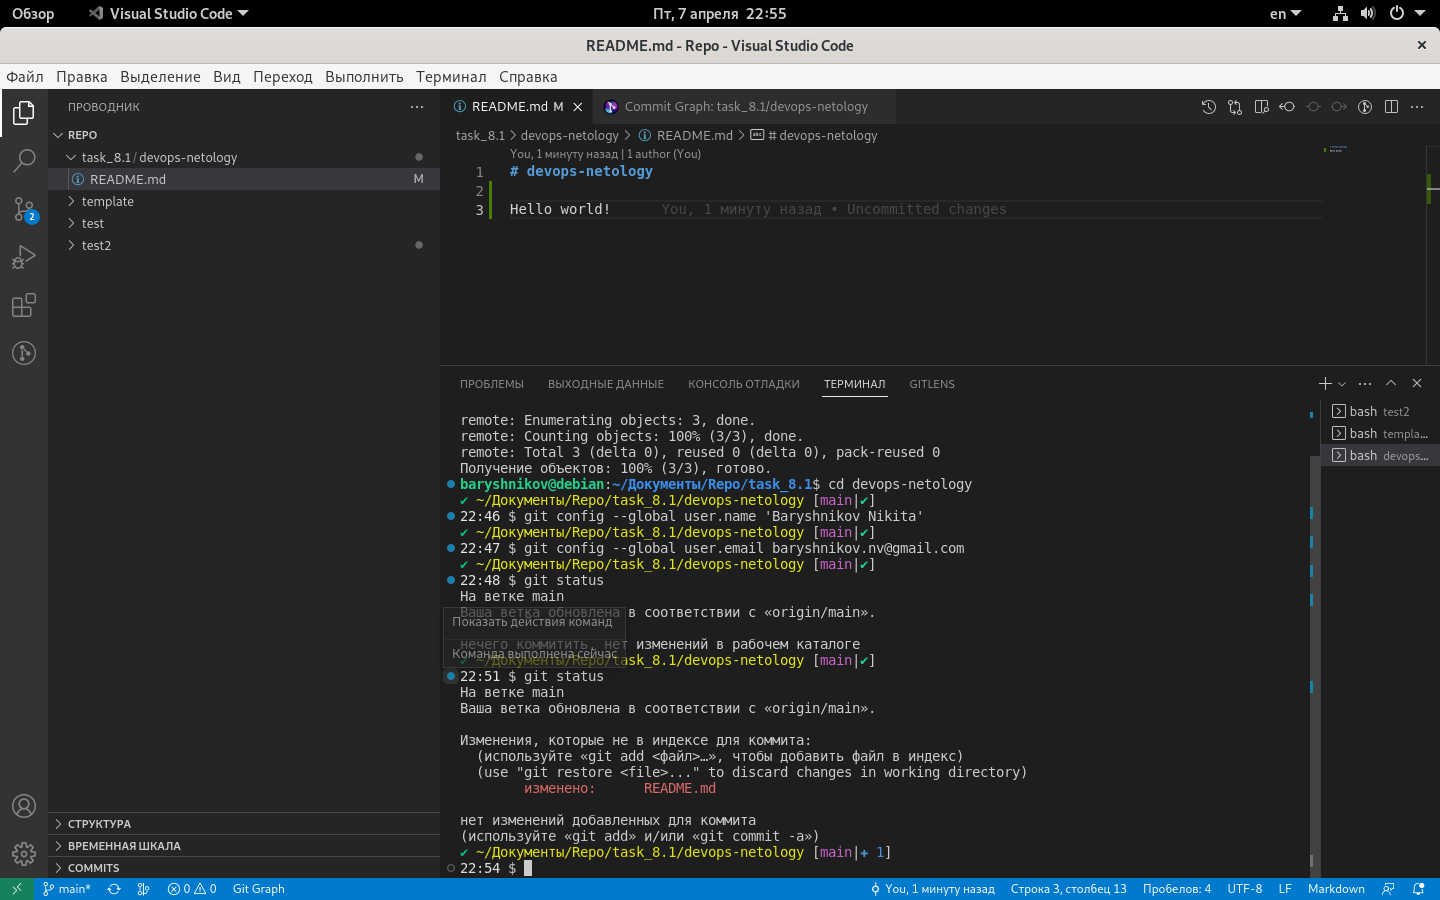 Обзор
Visual Studio Code
Пт, 7 апреля 22:55
en
README.md - Repo - Visual Studio Code
Файл Правка Выделение Вид Переход Выполнить Терминал Справка
ПРОВОДНИК
REPO
task_8.1 / devops-netology
README.md M
template
test
test2
2
СТРУКТУРА
ВРЕМЕННАЯ ШКАЛА
COMMITS
README.md M
Commit Graph: task_8.1/devops-netology
task_8.1 > devops-netology > README.md > # devops-netology
You, 1 минуту назад | 1 author (You)
1 # devops-netology
2
3 Hello world! You, 1 минуту назад • Uncommitted changes
ПРОБЛЕМЫ ВЫХОДНЫЕ ДАННЫЕ КОНСОЛЬ ОТЛАДКИ ТЕРМИНАЛ GITLENS
remote: Enumerating objects: 3, done.
remote: Counting objects: 100% (3/3), done.
remote: Total 3 (delta 0), reused 0 (delta 0), pack-reused 0
Получение объектов: 100% (3/3), готово.
baryshnikov@debian:~/Документы/Repo/task_8.1$ cd devops-netology
✔ ~/Документы/Repo/task_8.1/devops-netology [main|✔]
22:46 $ git config --global user.name 'Baryshnikov Nikita'
✔ ~/Документы/Repo/task_8.1/devops-netology [main|✔]
22:47 $ git config --global user.email baryshnikov.nv@gmail.com
✔ ~/Документы/Repo/task_8.1/devops-netology [main|✔]
22:48 $ git status
На ветке main
Ваша ветка обновлена в соответствии с «origin/main».
Показать действия команд
нечего коммитить, нет изменений в рабочем каталоге
Команда выполнена сейчас
✔ ~/Документы/Repo/task_8.1/devops-netology [main|✔]
22:51 $ git status
На ветке main
Ваша ветка обновлена в соответствии с «origin/main».
Изменения, которые не в индексе для коммита:
(используйте «git add <файл>…», чтобы добавить файл в индекс)
(use "git restore <file>..." to discard changes in working directory)
изменено: README.md
нет изменений добавленных для коммита
(используйте «git add» и/или «git commit -a»)
✔ ~/Документы/Repo/task_8.1/devops-netology [main|✚ 1]
22:54 $
bash test2
bash templa...
bash devops...
main* 0 0 Git Graph
You, 1 минуту назад Строка 3, столбец 13 Пробелов: 4 UTF-8 LF Markdown